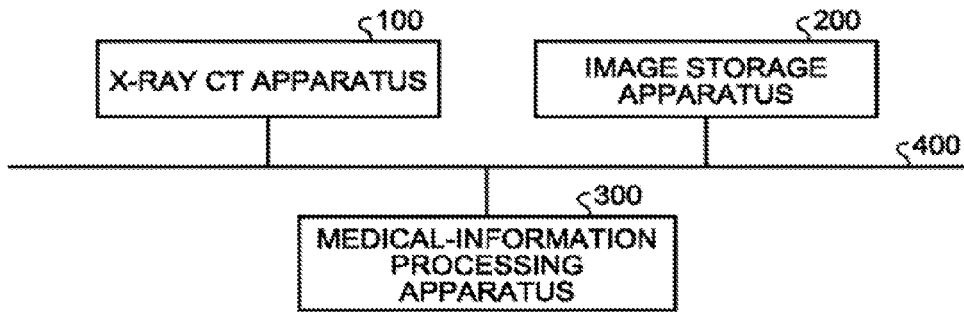 100
X-RAY CT APPARATUS
200
IMAGE STORAGE
APPARATUS
400
300
MEDICAL-INFORMATION
PROCESSING
APPARATUS